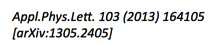 Appl.Phys.Lett. 103 (2013) 164105
[arXiv:1305.2405]